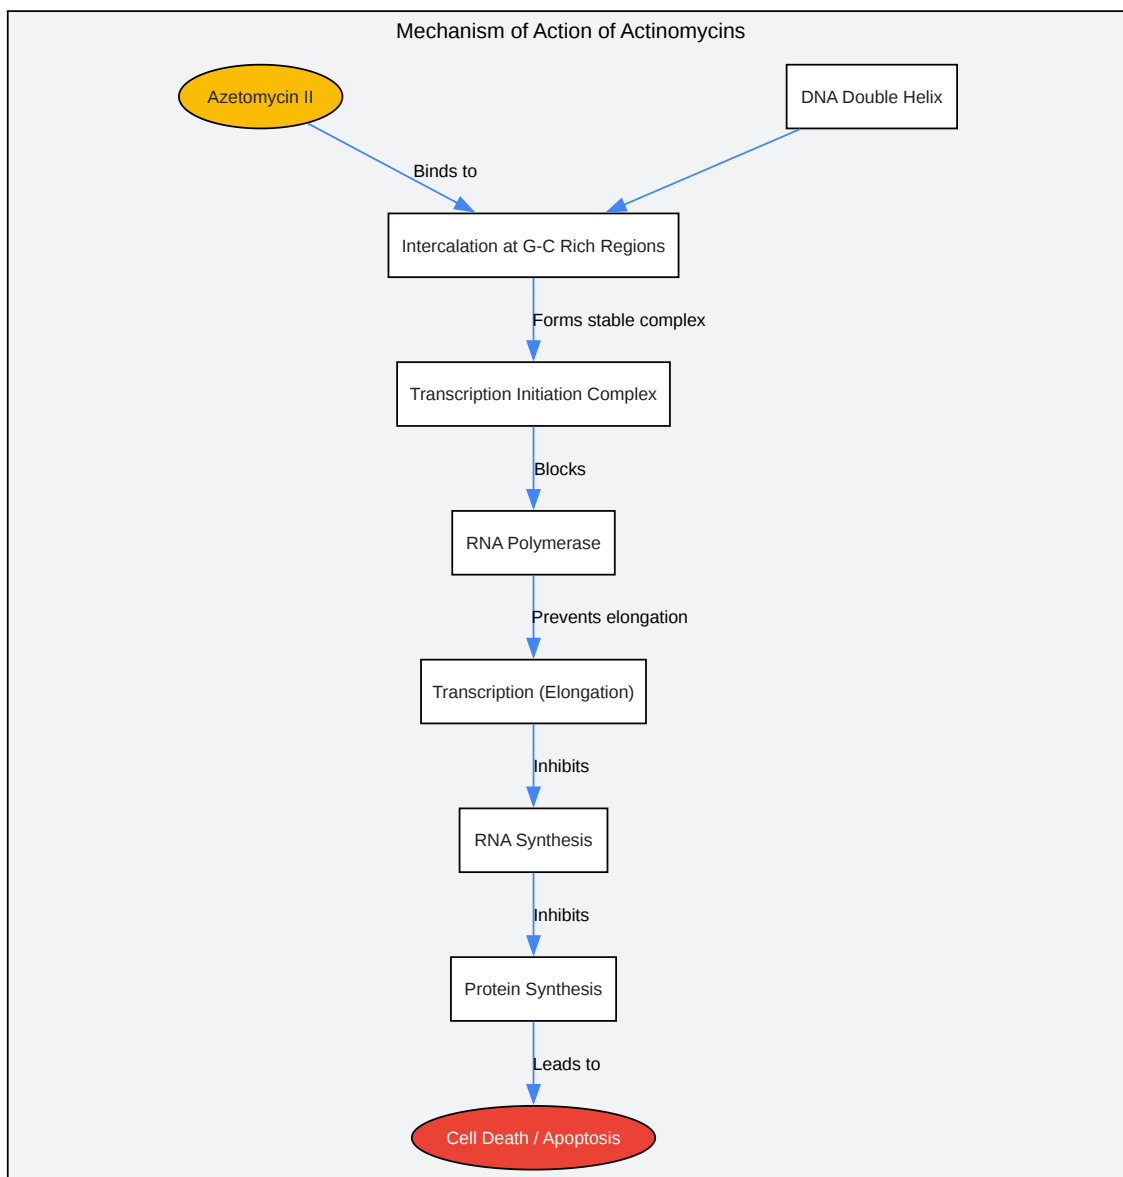 Mechanism of Action of Actinomycins
Azetomycin II
DNA Double Helix
Binds to
Intercalation at G-C Rich Regions
Forms stable complex
Transcription Initiation Complex
Blocks
RNA Polymerase
Prevents elongation
Transcription (Elongation)
Inhibits
RNA Synthesis
Inhibits
Protein Synthesis
Leads to
Cell Death / Apoptosis